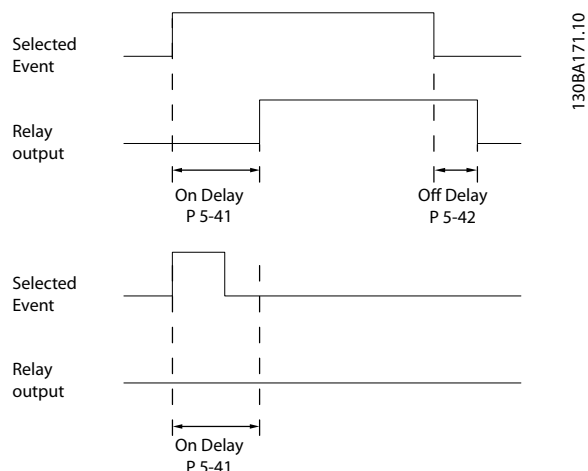 Selected
Event
130BA171.10
Relay
output
On Delay
P 5-41
Off Delay
P 5-42
Selected
Event
Relay
output
On Delay
P 5-41